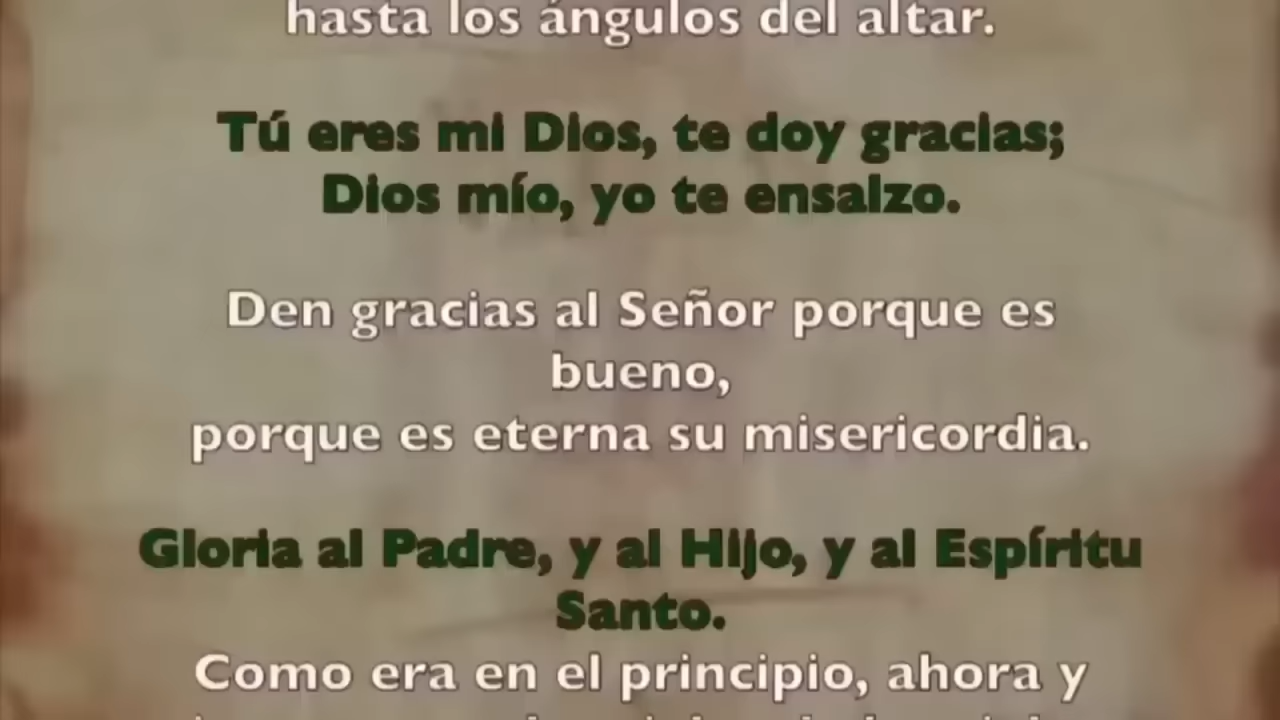 hasta los ángulos del altar.
Tú eres mi Dios, te doy gracias;
Dios mío, yo te ensalzo.
Den gracias al Señor porque es
bueno,
porque es eterna su misericordia.
Gloria al Padre, y al Hijo, y al Espíritu
Santo.
Como era en el principio, ahora y